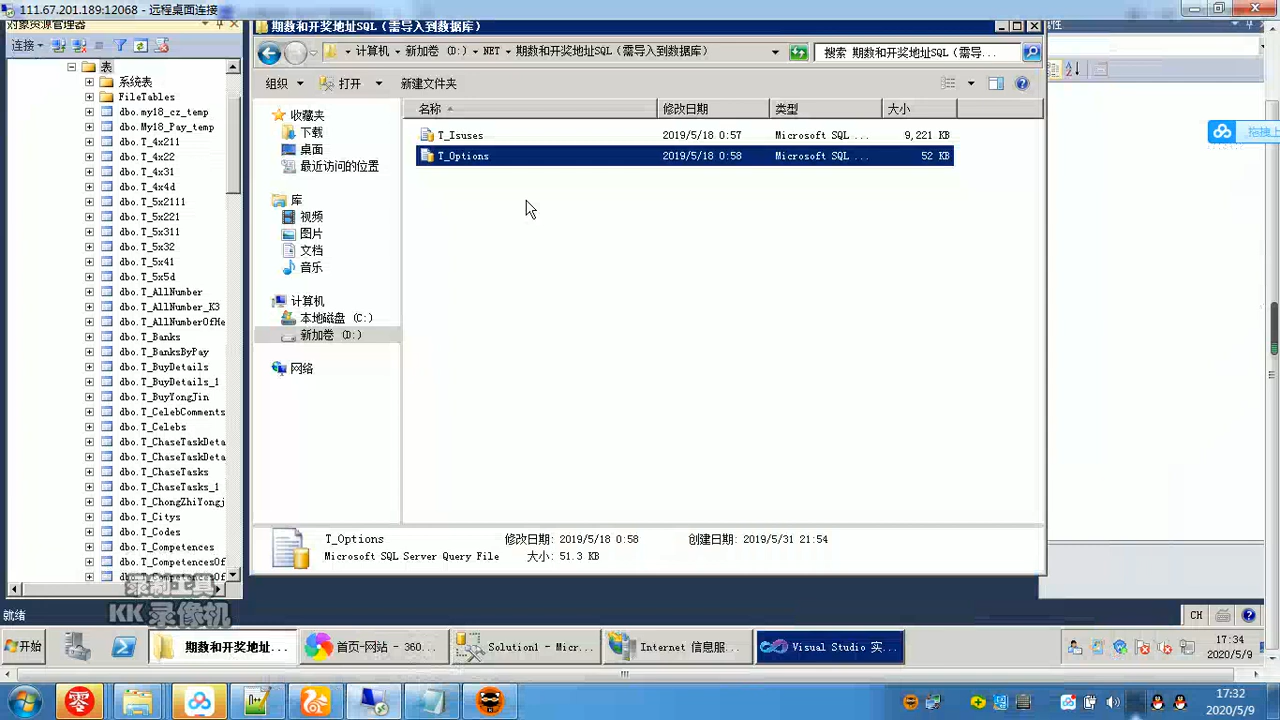 111.67.201.189:12068 - 远程桌面连接
对象资源管理器
连接
表
系统表
FileTables
dbo.my18_cz_temp
dbo.My18_Pay_temp
dbo.T_4x211
dbo.T_4x22
dbo.T_4x31
dbo.T_4x4d
dbo.T_5x2111
dbo.T_5x221
dbo.T_5x311
dbo.T_5x32
dbo.T_5x41
dbo.T_5x5d
dbo.T_AllNumber
dbo.T_AllNumber_K3
dbo.T_AllNumberOfHe
dbo.T_Banks
dbo.T_BanksByPay
dbo.T_BuyDetails
dbo.T_BuyDetails_1
dbo.T_BuyYongJin
dbo.T_CelebComments
dbo.T_Celebs
dbo.T_ChaseTaskDeta
dbo.T_ChaseTaskDeta
dbo.T_ChaseTasks
dbo.T_ChaseTasks_1
dbo.T_ChongZhiYongj
dbo.T_Citys
dbo.T_Codes
dbo.T_Competences
dbo.T_CompetencesOf
dbo.T_CompetencesOf
期数和开奖地址SQL（需导入到数据库）
计算机 新加卷 (D:) NET 期数和开奖地址SQL（需导入到数据库）
搜索 期数和开奖地址SQL（需导...
组织 打开 新建文件夹
名称 修改日期 类型 大小
T_Isuses 2019/5/18 0:57 Microsoft SQL ... 9,221 KB
T_Options 2019/5/18 0:58 Microsoft SQL ... 52 KB
收藏夹
下载
桌面
最近访问的位置
库
视频
图片
文档
音乐
计算机
本地磁盘 (C:)
新加卷 (D:)
网络
T_Options 修改日期: 2019/5/18 0:58 创建日期: 2019/5/31 21:54
Microsoft SQL Server Query File 大小: 51.3 KB
性
拖拽上
录制工具
KK 录像机
就绪
CH
开始
期数和开奖地址...
首页-网站 - 360...
Solution1 - Micr...
Internet 信息服...
Visual Studio 实...
17:34
2020/5/9
零
17:32
2020/5/9